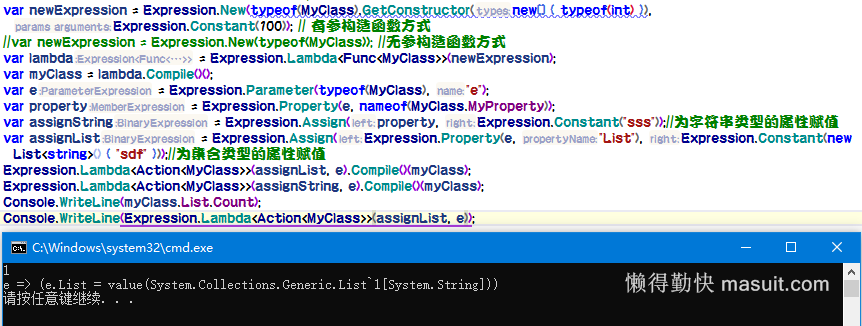 var newExpression = Expression.New(typeof(MyClass).GetConstructor(types:new[] { typeof(int) }),
params arguments:Expression.Constant(100)); // 有参构造函数方式
//var newExpression = Expression.New(typeof(MyClass)); //无参构造函数方式
var lambda:Expression<Func<…>> = Expression.Lambda<Func<MyClass>>(newExpression);
var myClass = lambda.Compile()();
var e:ParameterExpression = Expression.Parameter(typeof(MyClass), name:"e");
var property:MemberExpression = Expression.Property(e, nameof(MyClass.MyProperty));
var assignString:BinaryExpression = Expression.Assign(left:property, right:Expression.Constant("sss"));//为字符串类型的属性赋值
var assignList:BinaryExpression = Expression.Assign(left:Expression.Property(e, propertyName:"List"), right:Expression.Constant(new
List<string>() { "sdf" }));//为集合类型的属性赋值
Expression.Lambda<Action<MyClass>>(assignList, e).Compile()(myClass);
Expression.Lambda<Action<MyClass>>(assignString, e).Compile()(myClass);
Console.WriteLine(myClass.List.Count);
Console.WriteLine(Expression.Lambda<Action<MyClass>>(assignList, e));
C:\Windows\system32\cmd.exe
1
e => (e.List = value(System.Collections.Generic.List`1[System.String]))
请按任意键继续. . .
懒得勤快 masuit.com